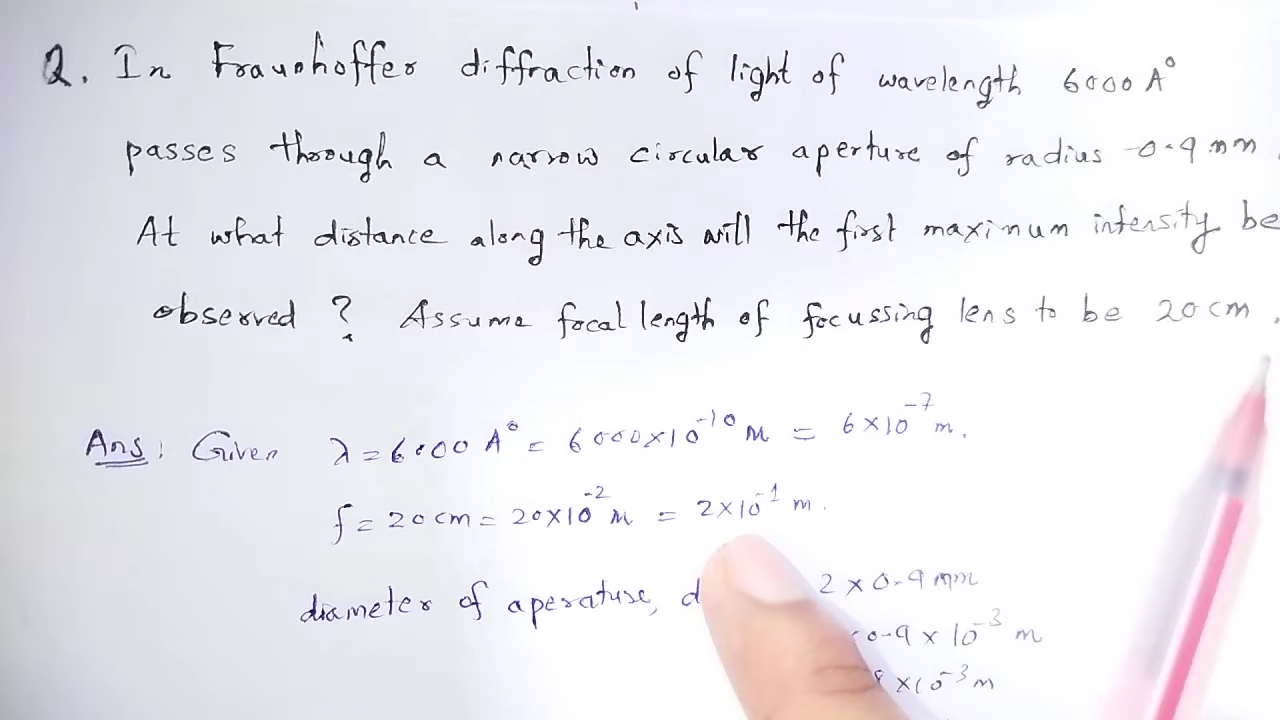 Q. In Fraunhoffer diffraction of light of wavelength 6000 A°
passes through a narrow circular aperture of radius 0.9 mm.
At what distance along the axis will the first maximum intensity be
observed ? Assume focal length of focussing lens to be 20 cm.
Ans: Given λ = 6000 A° = 6000×10⁻¹⁰ m = 6×10⁻⁷ m.
f = 20 cm = 20×10⁻² m = 2×10⁻¹ m.
diameter of aperature, d 2 × 0.9 mm
0.9 × 10⁻³ m
8 ×10⁻³ m